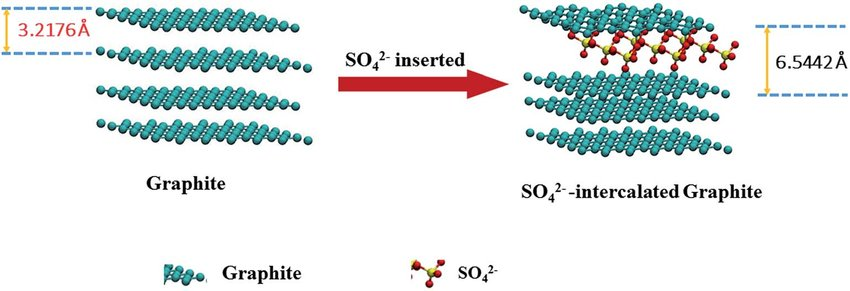 3.2176Å
SO₄²⁻ inserted
6.5442Å
Graphite
SO₄²⁻-intercalated Graphite
Graphite
SO₄²⁻